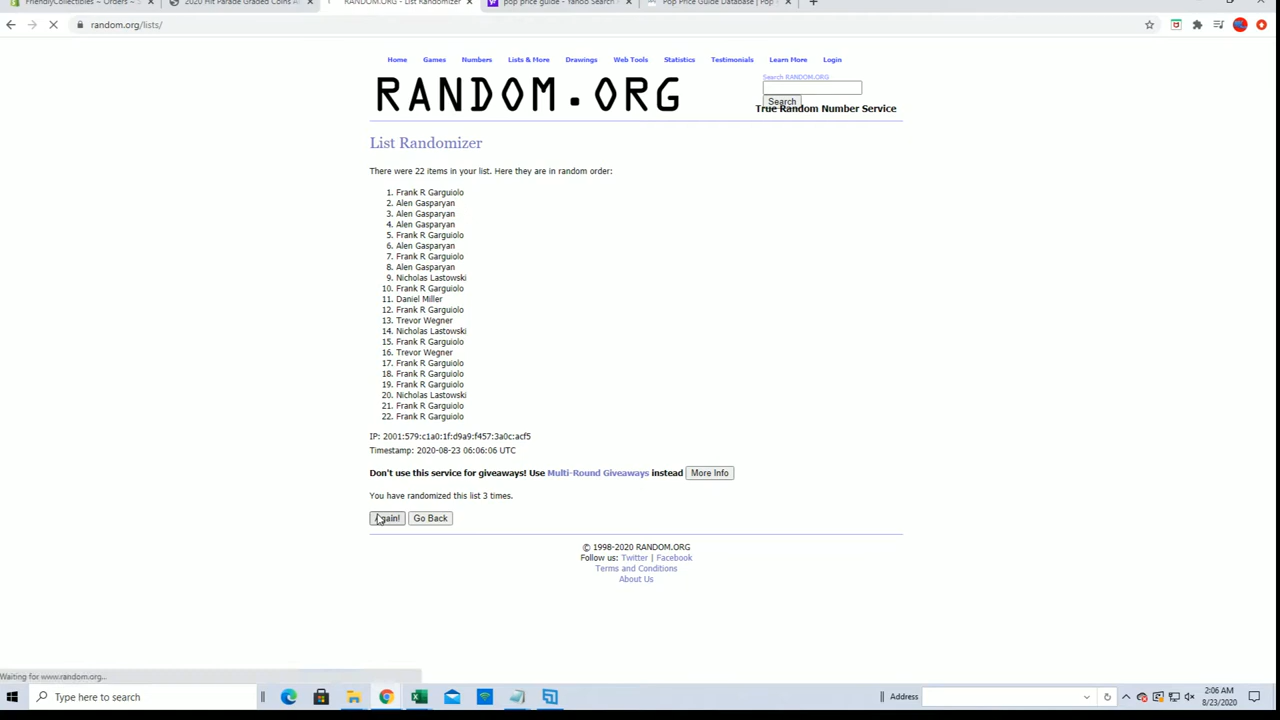 FriendlyCollectibles ~ Orders ~
2020 Hit Parade Graded Coins
RANDOM.ORG - List Randomizer
pop price guide - Yahoo Search
Pop Price Guide Database | Pop
random.org/lists/
Home Games Numbers Lists & More Drawings Web Tools Statistics Testimonials Learn More Login
Search RANDOM.ORG
RANDOM.ORG
Search
True Random Number Service
List Randomizer
There were 22 items in your list. Here they are in random order:
1. Frank R Garguiolo
2. Alen Gasparyan
3. Alen Gasparyan
4. Alen Gasparyan
5. Frank R Garguiolo
6. Alen Gasparyan
7. Frank R Garguiolo
8. Alen Gasparyan
9. Nicholas Lastowski
10. Frank R Garguiolo
11. Daniel Miller
12. Frank R Garguiolo
13. Trevor Wegner
14. Nicholas Lastowski
15. Frank R Garguiolo
16. Trevor Wegner
17. Frank R Garguiolo
18. Frank R Garguiolo
19. Frank R Garguiolo
20. Nicholas Lastowski
21. Frank R Garguiolo
22. Frank R Garguiolo
IP: 2001:579:c1a0:1f:d9a9:f457:3a0c:acf5
Timestamp: 2020-08-23 06:06:06 UTC
Don't use this service for giveaways! Use Multi-Round Giveaways instead More Info
You have randomized this list 3 times.
Again! Go Back
© 1998-2020 RANDOM.ORG
Follow us: Twitter | Facebook
Terms and Conditions
About Us
Waiting for www.random.org...
Type here to search
Address
2:06 AM
8/23/2020